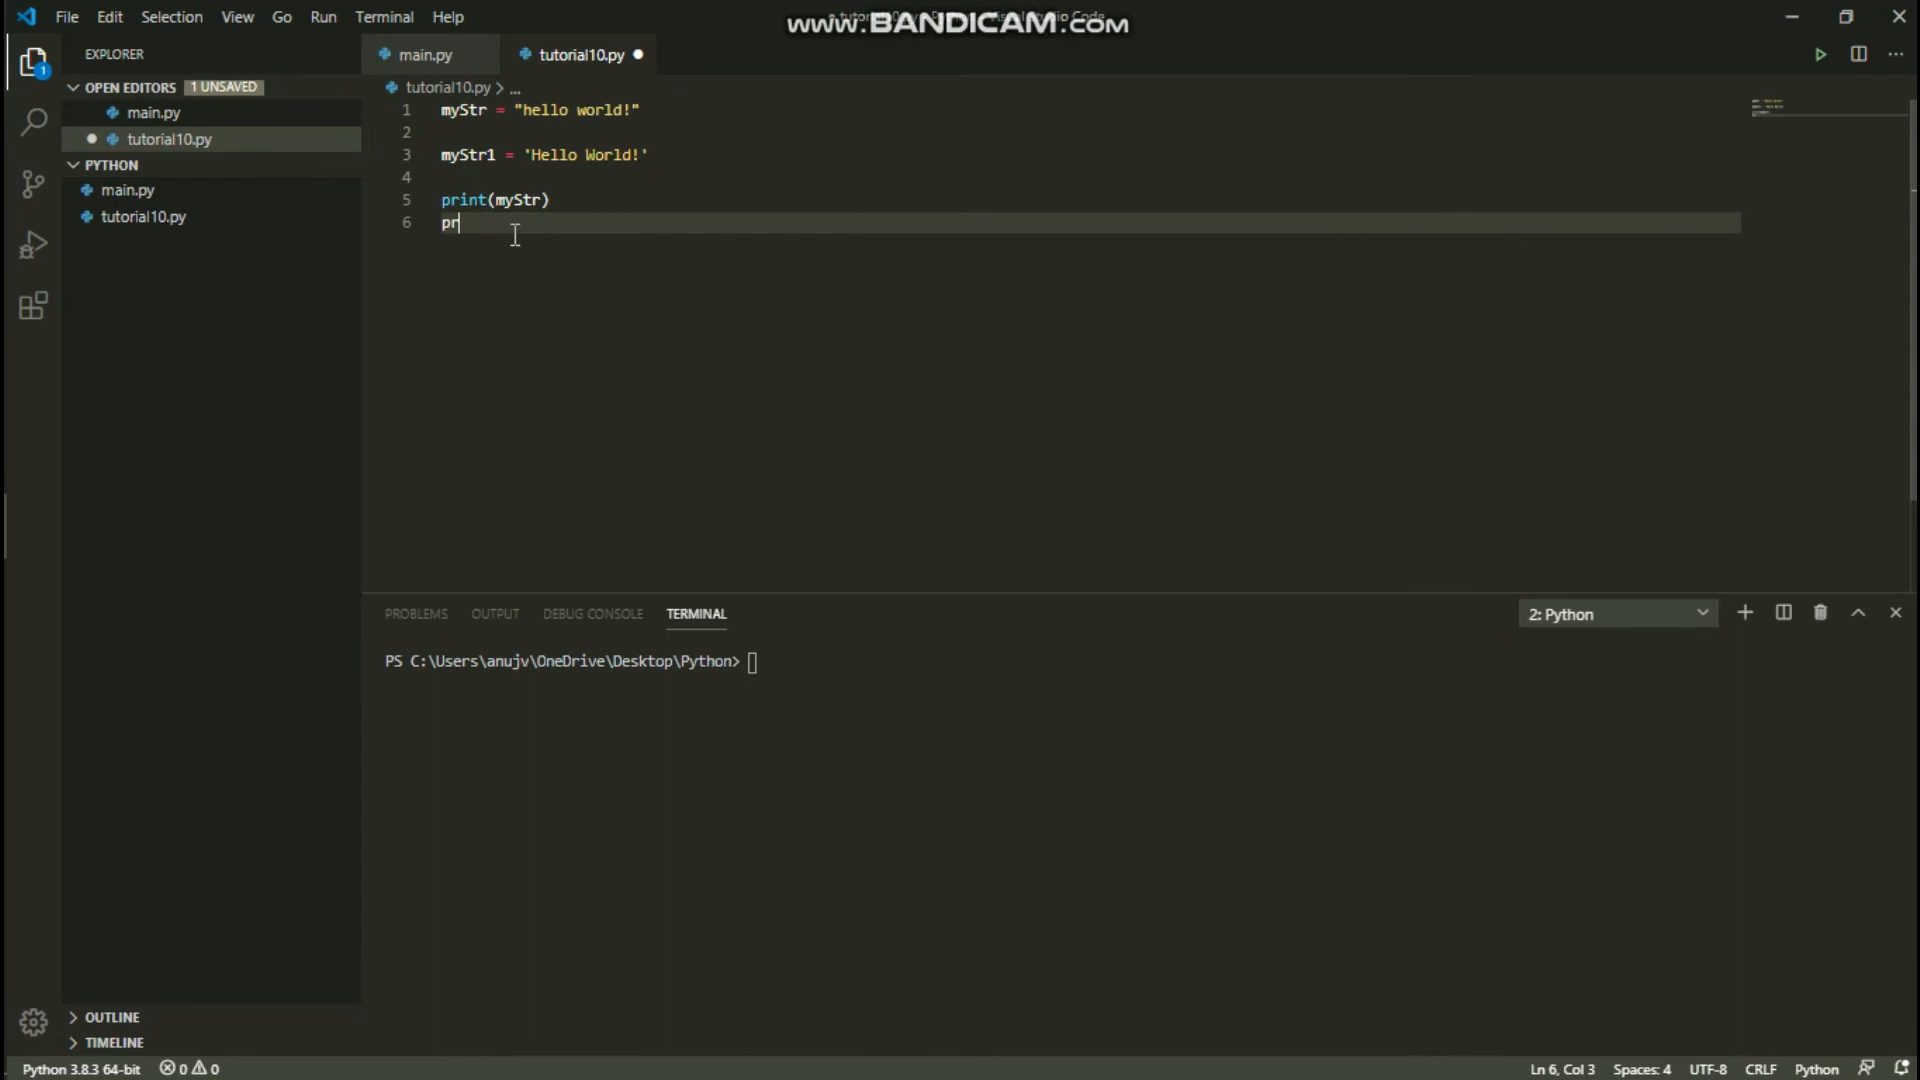 File Edit Selection View Go Run Terminal Help
www.BANDICAM.com
EXPLORER
main.py
tutorial10.py
OPEN EDITORS 1 UNSAVED
main.py
tutorial10.py
PYTHON
main.py
tutorial10.py
tutorial10.py > ...
1 myStr = "hello world!"
2
3 myStr1 = 'Hello World!'
4
5 print(myStr)
6 pr
PROBLEMS OUTPUT DEBUG CONSOLE TERMINAL
2: Python
PS C:\Users\anujv\OneDrive\Desktop\Python>
OUTLINE
TIMELINE
1
Python 3.8.3 64-bit 0 0
Ln 6, Col 3 Spaces: 4 UTF-8 CRLF Python